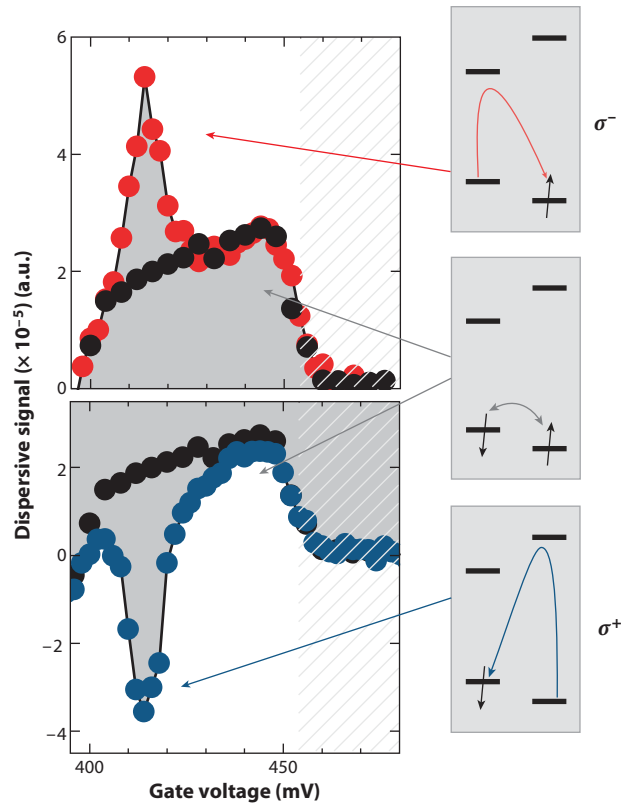 6
4
2
0
Dispersive signal (× 10⁻⁵) (a.u.)
2
0
−2
−4
400
450
Gate voltage (mV)
σ⁻
σ⁺